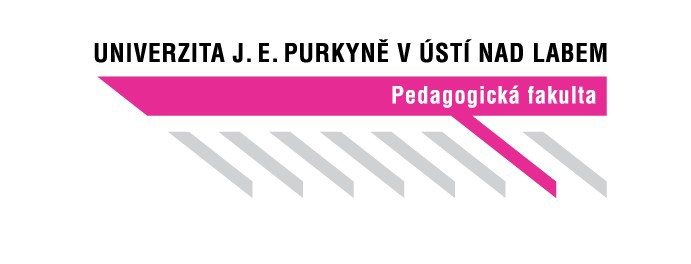 UNIVERZITA J. E. PURKYNĚ V ÚSTÍ NAD LABEM
Pedagogická fakulta